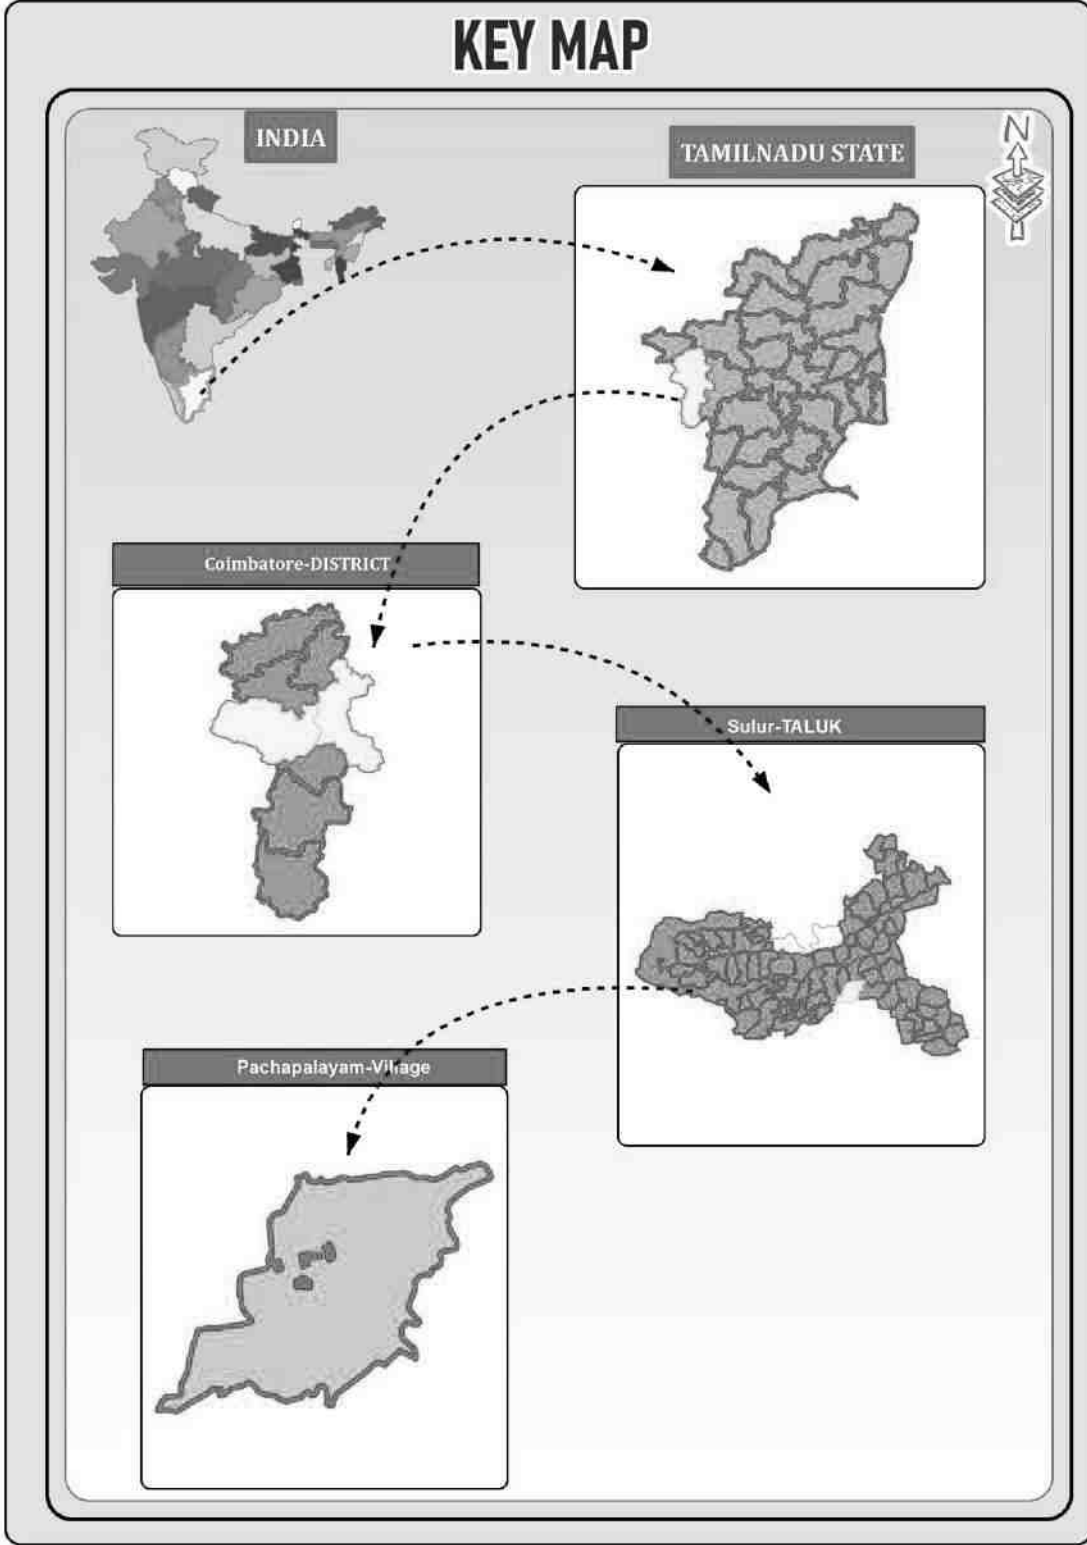 KEY MAP
INDIA
TAMILNADU STATE
N
Coimbatore-DISTRICT
Sulur-TALUK
Pachapalayam-Village